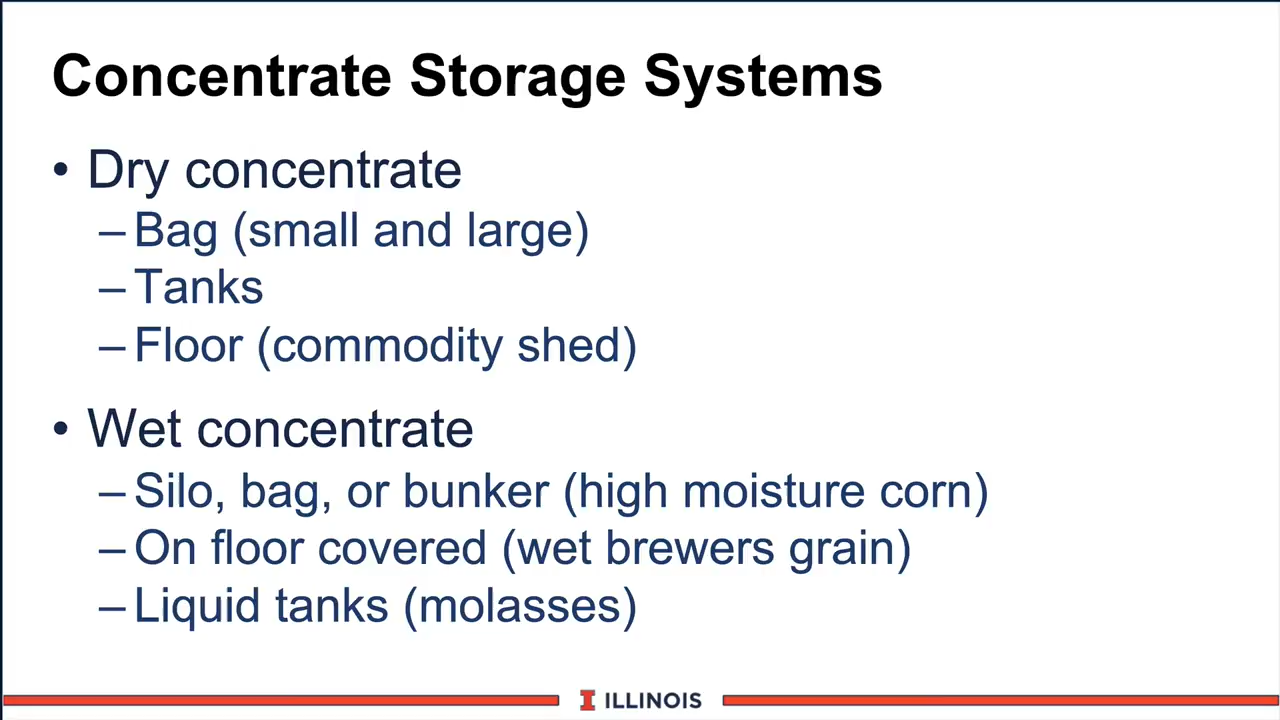 Concentrate Storage Systems
• Dry concentrate
– Bag (small and large)
– Tanks
– Floor (commodity shed)
• Wet concentrate
– Silo, bag, or bunker (high moisture corn)
– On floor covered (wet brewers grain)
– Liquid tanks (molasses)
I ILLINOIS